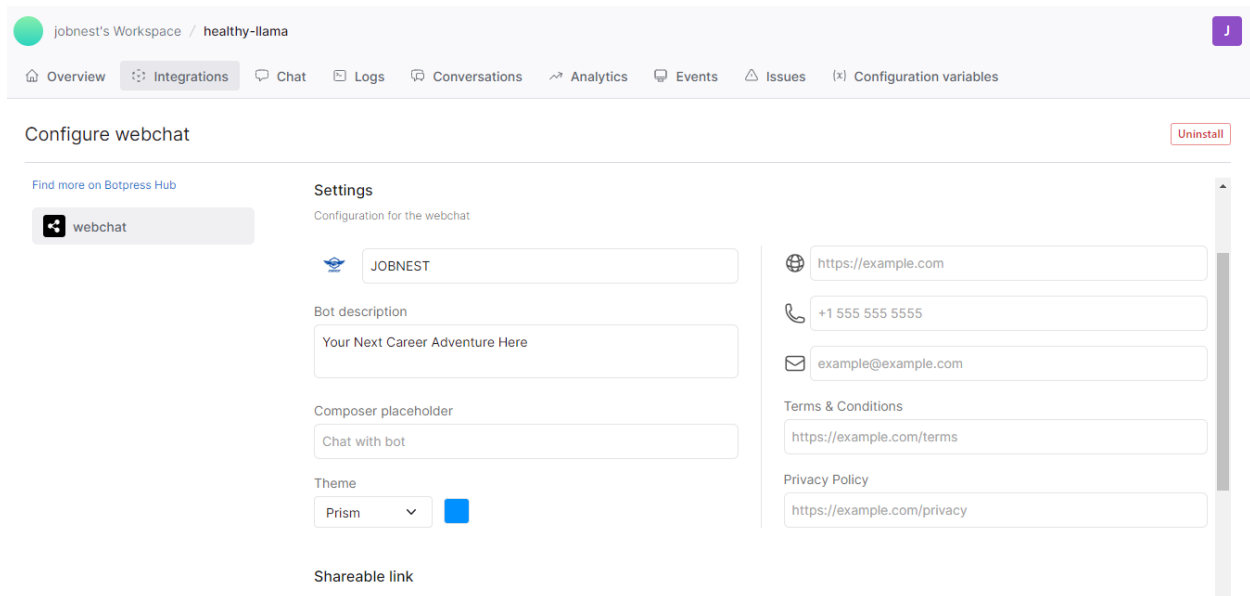 jobnest's Workspace / healthy-llama
J
Overview Integrations Chat Logs Conversations Analytics Events Issues Configuration variables
Configure webchat
Uninstall
Find more on Botpress Hub
webchat
Settings
Configuration for the webchat
JOBNEST
Bot description
Your Next Career Adventure Here
Composer placeholder
Chat with bot
Theme
Prism
https://example.com
+1 555 555 5555
example@example.com
Terms & Conditions
https://example.com/terms
Privacy Policy
https://example.com/privacy
Shareable link